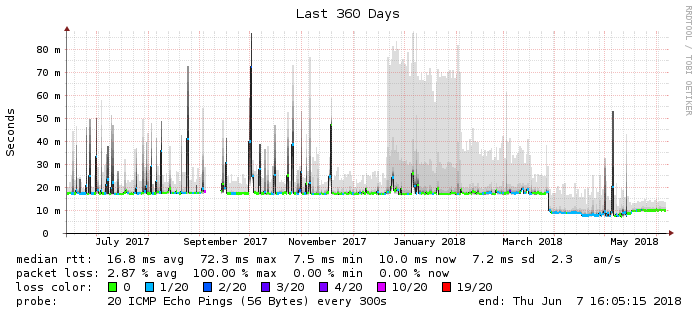 Last 360 Days
RRDTOOL / TOBI OETIKER
Seconds
80 m
70 m
60 m
50 m
40 m
30 m
20 m
10 m
0
July 2017 September 2017 November 2017 January 2018 March 2018 May 2018
median rtt: 16.8 ms avg 72.3 ms max 7.5 ms min 10.0 ms now 7.2 ms sd 2.3 am/s
packet loss: 2.87 % avg 100.00 % max 0.00 % min 0.00 % now
loss color: 0 1/20 2/20 3/20 4/20 10/20 19/20
probe: 20 ICMP Echo Pings (56 Bytes) every 300s end: Thu Jun 7 16:05:15 2018